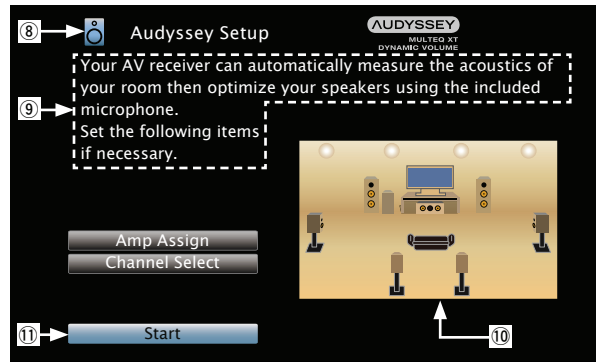 ⑧
Audyssey Setup
AUDYSSEY
MULTEQ XT
DYNAMIC VOLUME
⑨
Your AV receiver can automatically measure the acoustics of
your room then optimize your speakers using the included
microphone.
Set the following items
if necessary.
Amp Assign
Channel Select
⑪
Start
⑩